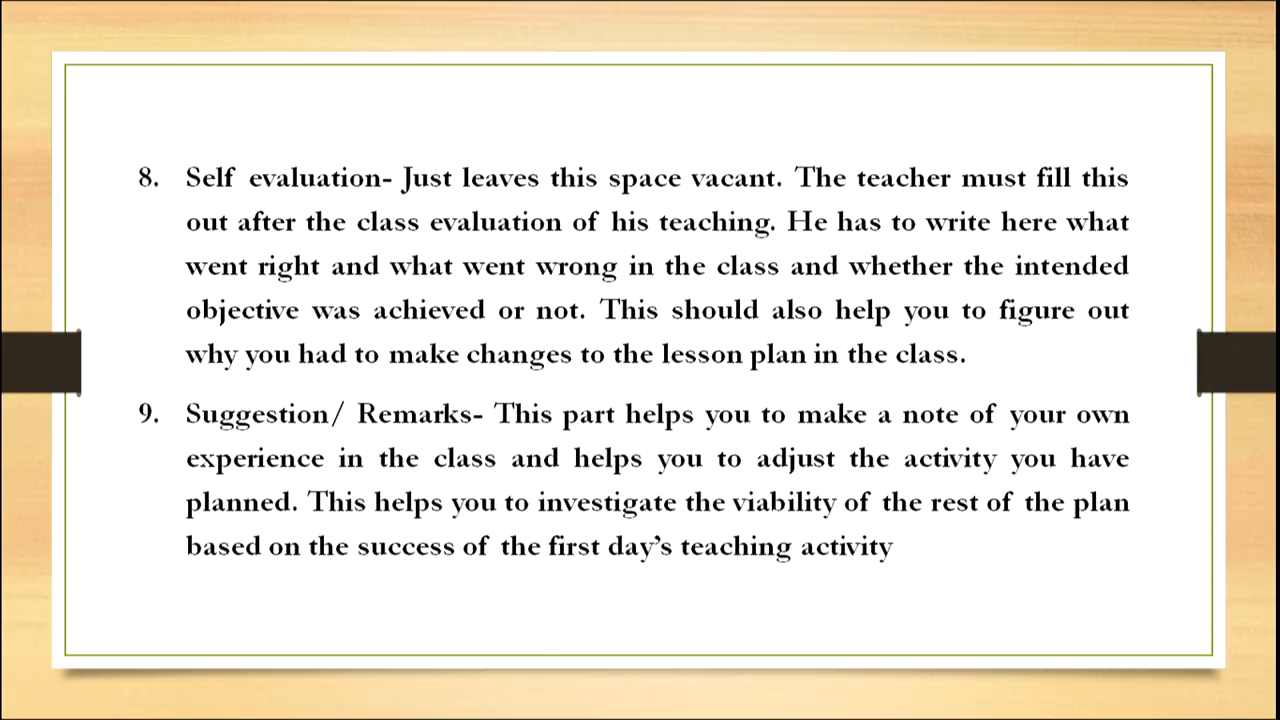 8. Self evaluation- Just leaves this space vacant. The teacher must fill this
out after the class evaluation of his teaching. He has to write here what
went right and what went wrong in the class and whether the intended
objective was achieved or not. This should also help you to figure out
why you had to make changes to the lesson plan in the class.
9. Suggestion/ Remarks- This part helps you to make a note of your own
experience in the class and helps you to adjust the activity you have
planned. This helps you to investigate the viability of the rest of the plan
based on the success of the first day’s teaching activity